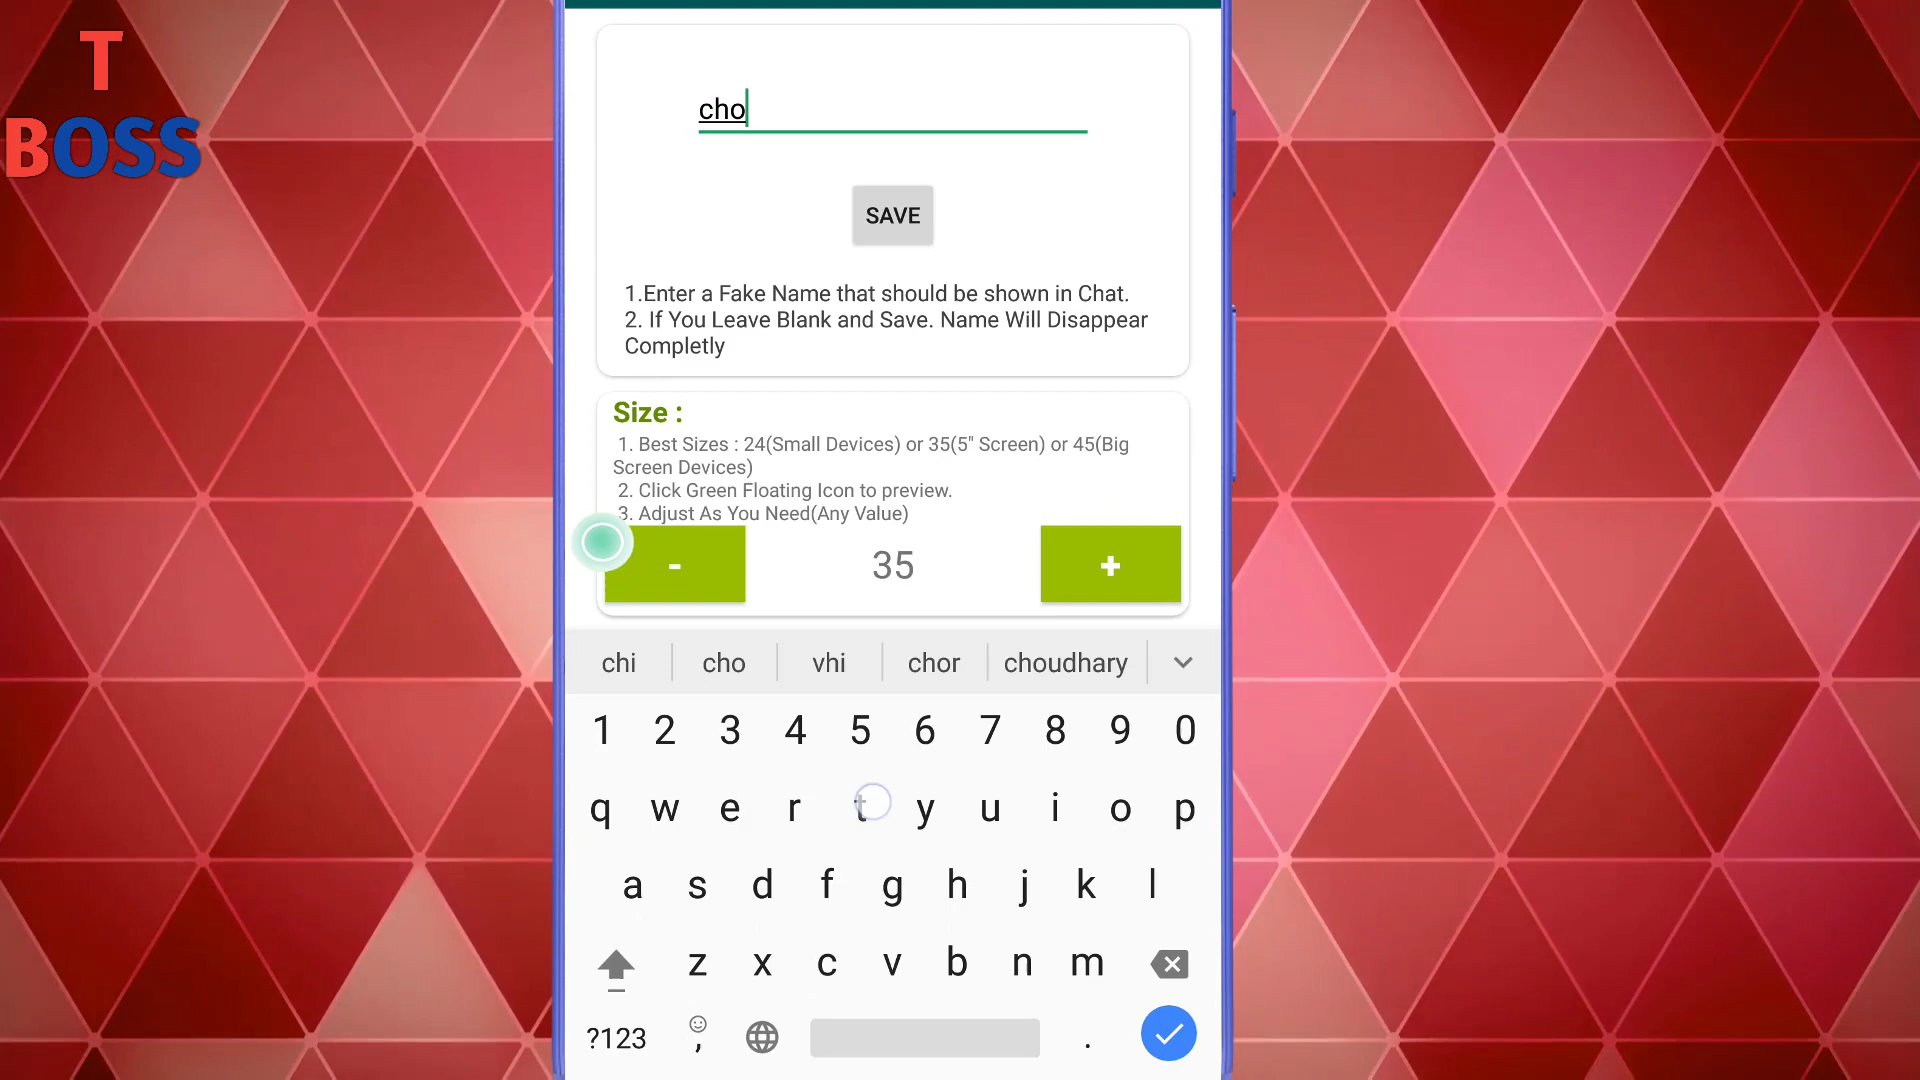 T
BOSS
cho
SAVE
1.Enter a Fake Name that should be shown in Chat.
2. If You Leave Blank and Save. Name Will Disappear
Completly
Size :
1. Best Sizes : 24(Small Devices) or 35(5" Screen) or 45(Big
Screen Devices)
2. Click Green Floating Icon to preview.
3. Adjust As You Need(Any Value)
- 35 +
chi cho vhi chor choudhary
1 2 3 4 5 6 7 8 9 0
q w e r t y u i o p
a s d f g h j k l
z x c v b n m
?123 , .